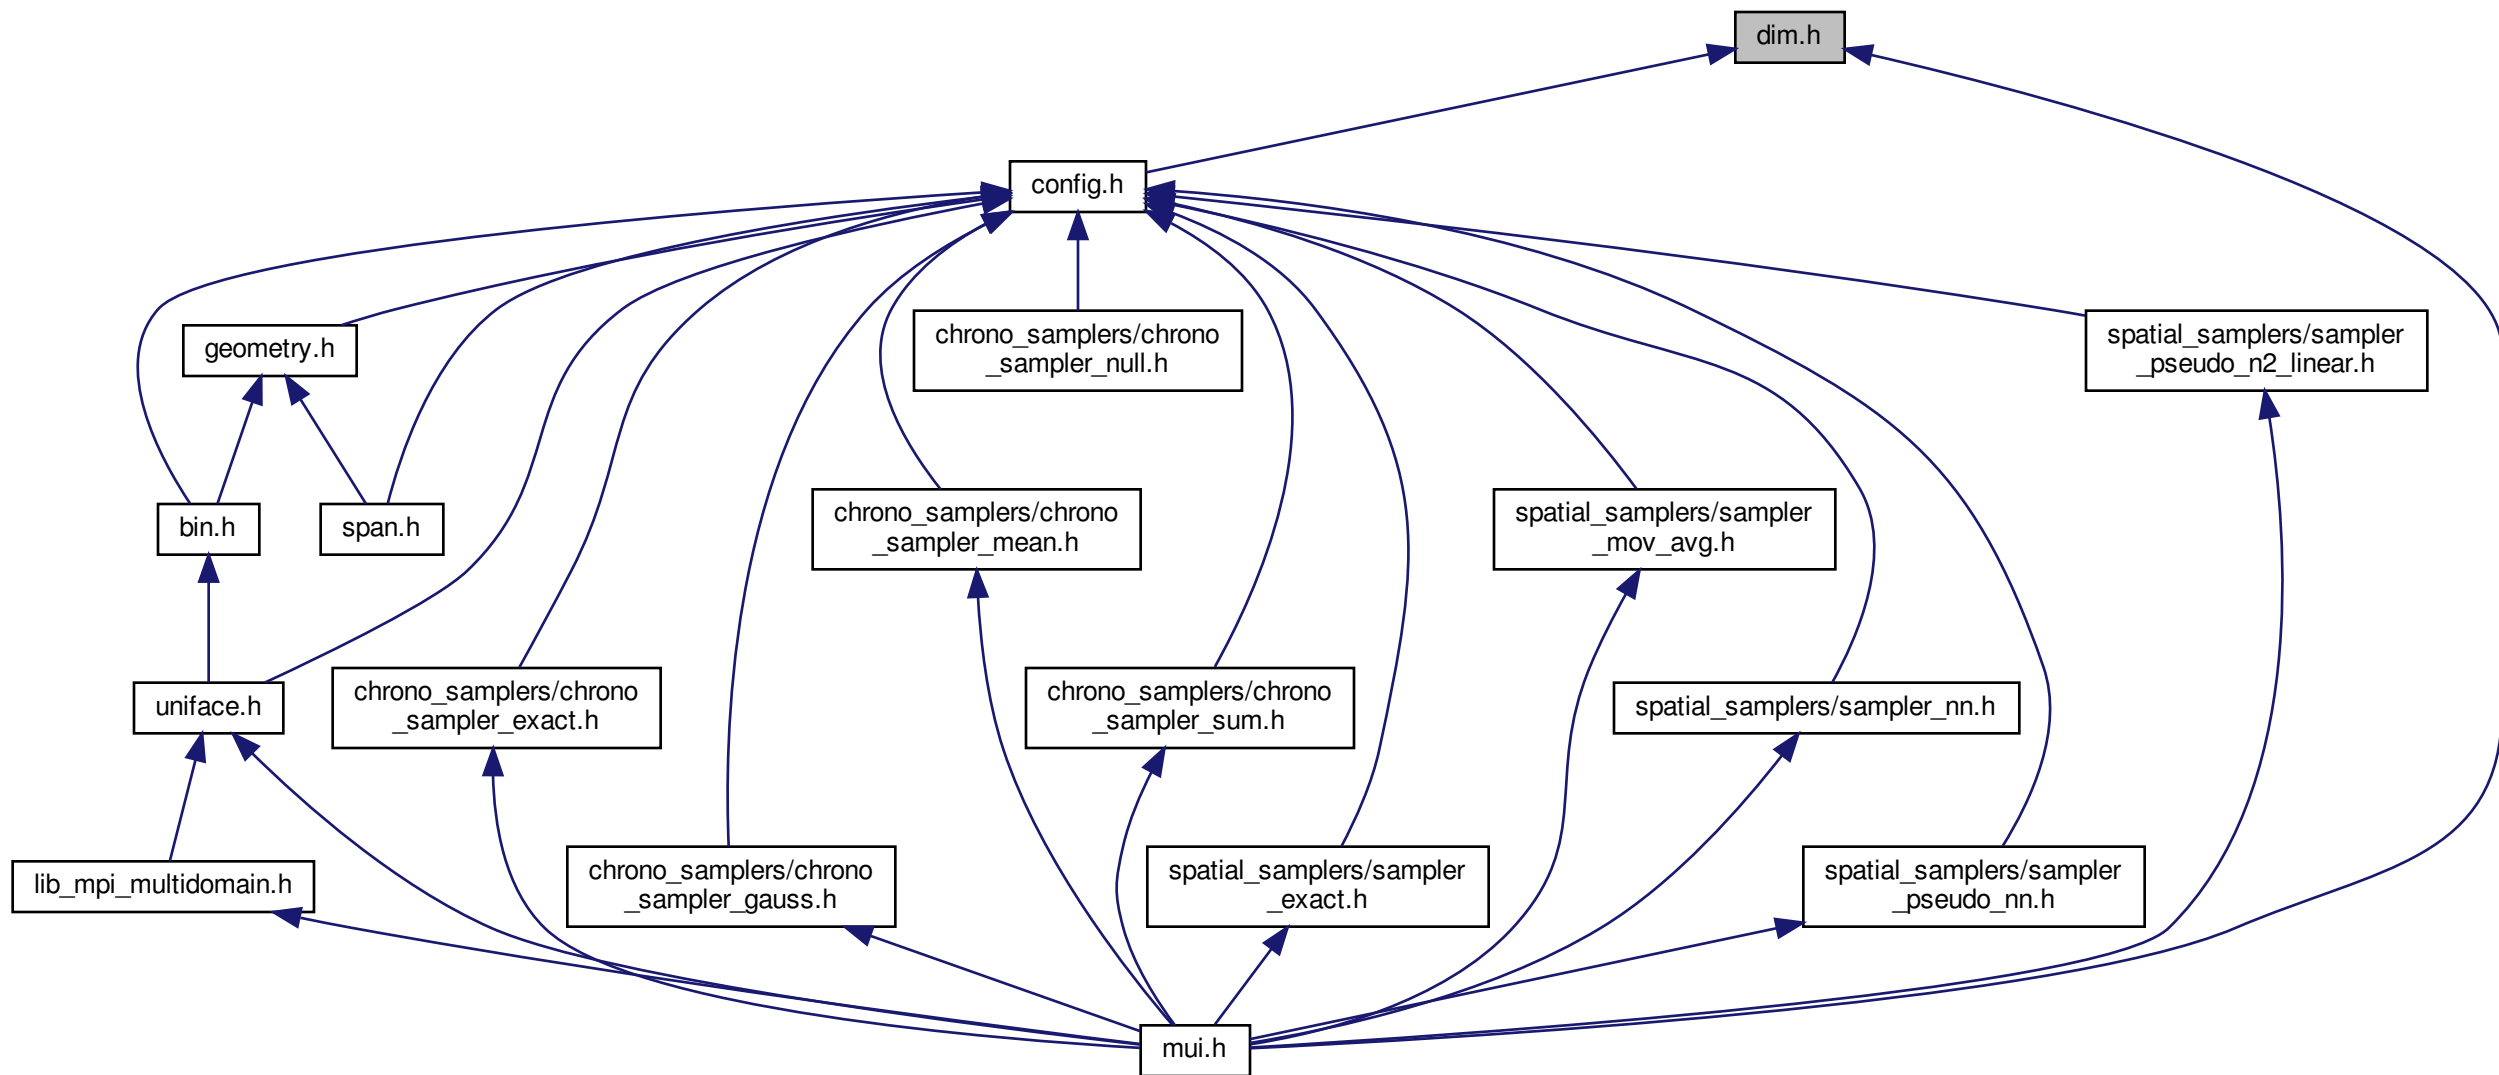 dim.h
config.h
geometry.h
chrono_samplers/chrono
_sampler_null.h
spatial_samplers/sampler
_pseudo_n2_linear.h
bin.h
span.h
chrono_samplers/chrono
_sampler_mean.h
spatial_samplers/sampler
_mov_avg.h
uniface.h
chrono_samplers/chrono
_sampler_exact.h
chrono_samplers/chrono
_sampler_sum.h
spatial_samplers/sampler_nn.h
lib_mpi_multidomain.h
chrono_samplers/chrono
_sampler_gauss.h
spatial_samplers/sampler
_exact.h
spatial_samplers/sampler
_pseudo_nn.h
mui.h